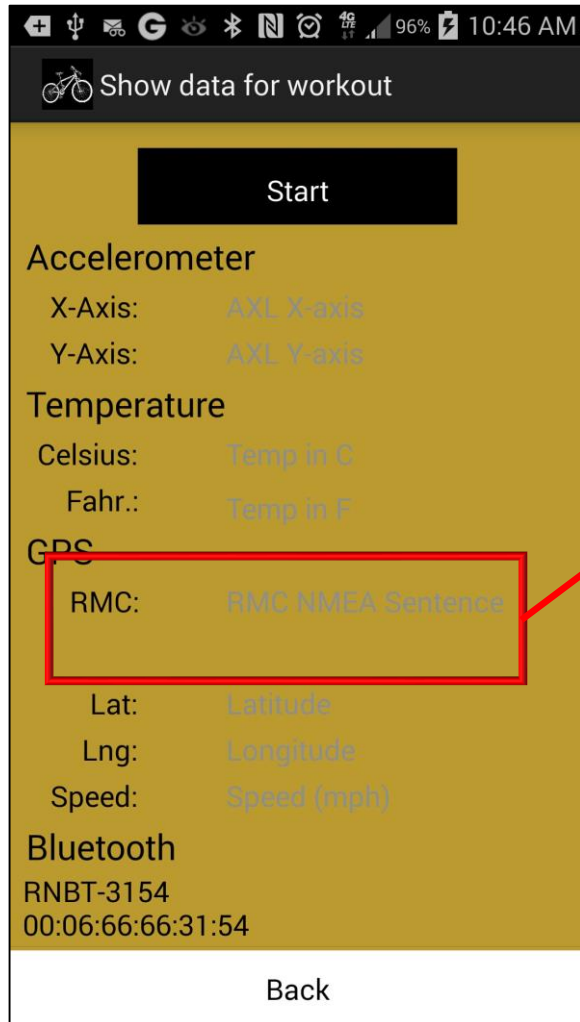 4G LTE 96% 10:46 AM
Show data for workout
Start
Accelerometer
X-Axis: AXL X-axis
Y-Axis: AXL Y-axis
Temperature
Celsius: Temp in C
Fahr.: Temp in F
GPS
RMC: RMC NMEA Sentence
Lat: Latitude
Lng: Longitude
Speed: Speed (mph)
Bluetooth
RNBT-3154
00:06:66:66:31:54
Back